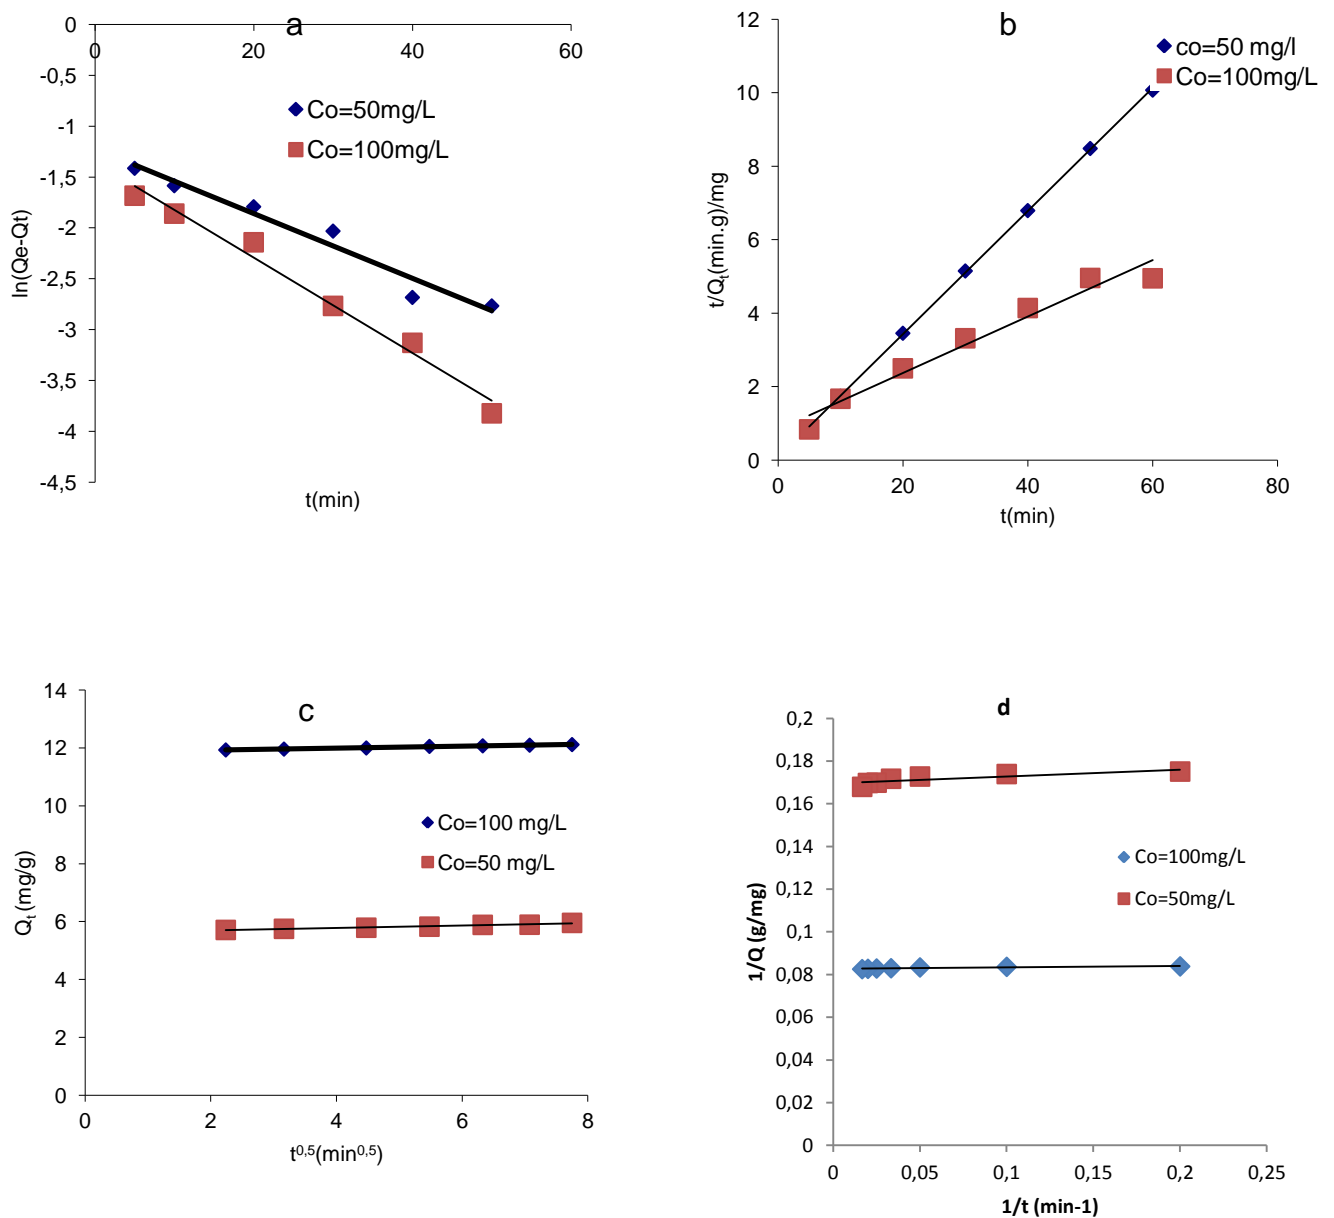 a
0
-0,5
-1
-1,5
-2
-2,5
-3
-3,5
-4
-4,5
0
20
40
60
Co=50mg/L
Co=100mg/L
ln(Qe-Qt)
t(min)
b
12
10
8
6
4
2
0
0
20
40
60
80
co=50 mg/l
Co=100mg/L
t/Qt(min.g)/mg
t(min)
c
14
12
10
8
6
4
2
0
0
2
4
6
8
Co=100 mg/L
Co=50 mg/L
Qt (mg/g)
t0,5(min0,5)
d
0,2
0,18
0,16
0,14
0,12
0,1
0,08
0,06
0,04
0,02
0
0
0,05
0,1
0,15
0,2
0,25
Co=100mg/L
Co=50mg/L
1/Q (g/mg)
1/t (min-1)